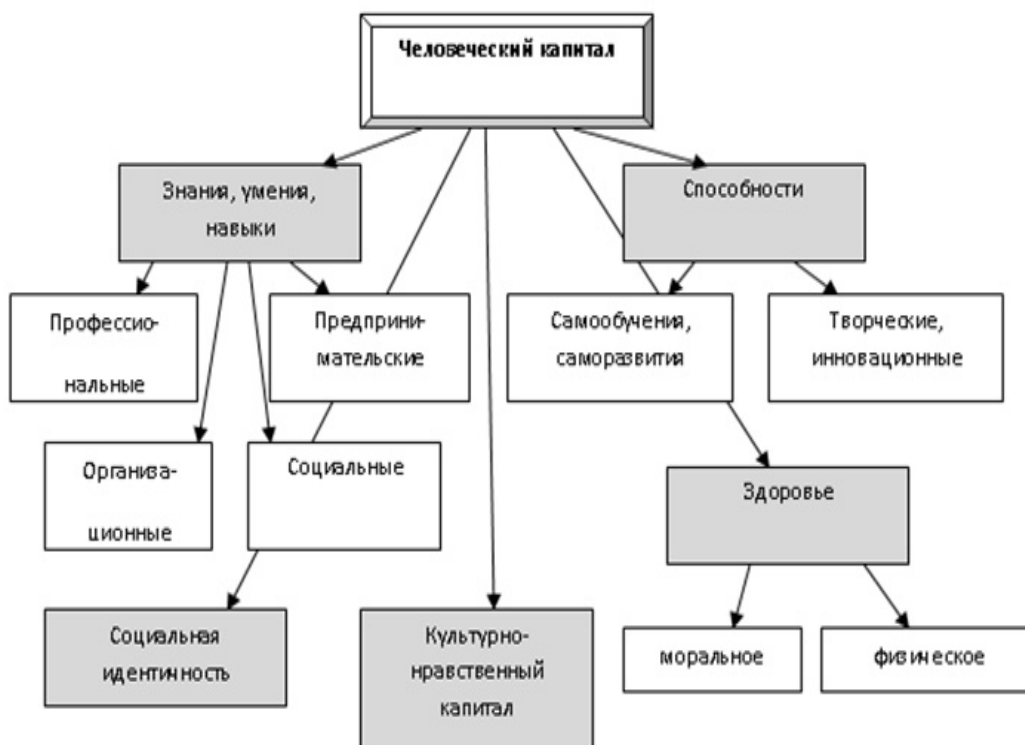 Человеческий капитал
Знания, умения,
навыки
Способности
Профессио-
нальные
Предприни-
мательские
Самообучения,
саморазвития
Творческие,
инновационные
Организа-
ционные
Социальные
Здоровье
Социальная
идентичность
Культурно-
нравственный
капитал
моральное
физическое